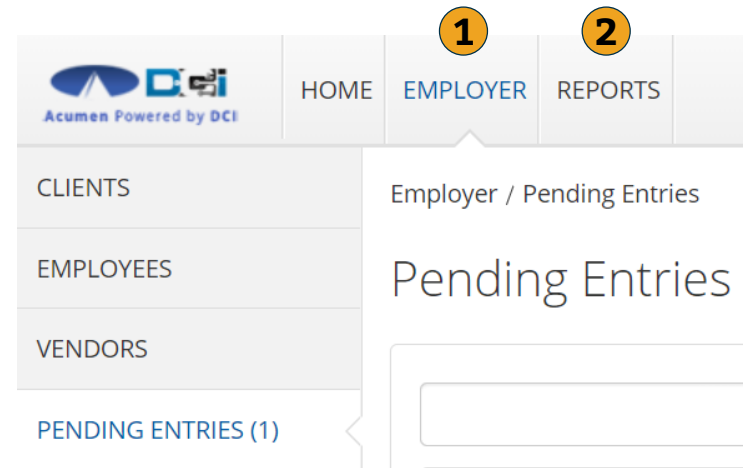 1 2
DCi HOME EMPLOYER REPORTS
Acumen Powered by DCI
CLIENTS
Employer / Pending Entries
EMPLOYEES
Pending Entries
VENDORS
PENDING ENTRIES (1)